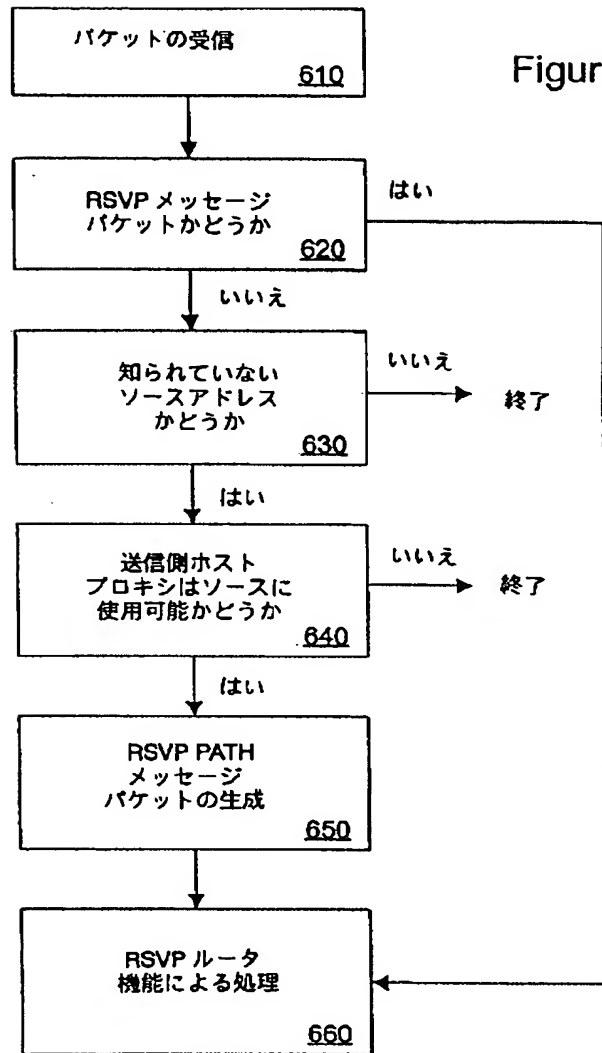 パケットの受信
610
Figur
RSVP メッセージ
パケットかどうか
620
はい
いいえ
知られていない
ソースアドレス
かどうか
630
いいえ
終了
はい
送信側ホスト
プロキシはソースに
使用可能かどうか
640
いいえ
終了
はい
RSVP PATH
メッセージ
パケットの生成
650
RSVP ルータ
機能による処理
660